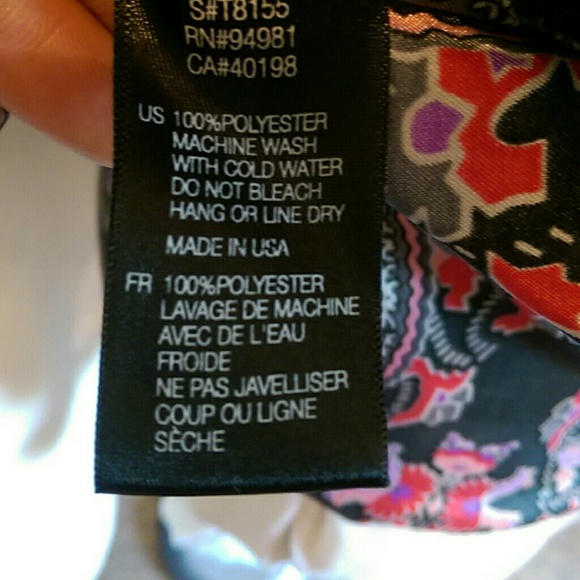 S#T8155
RN#94981
CA#40198
US 100%POLYESTER
MACHINE WASH
WITH COLD WATER
DO NOT BLEACH
HANG OR LINE DRY
MADE IN USA
FR 100%POLYESTER
LAVAGE DE MACHINE
AVEC DE L'EAU
FROIDE
NE PAS JAVELLISER
COUP OU LIGNE
SÈCHE